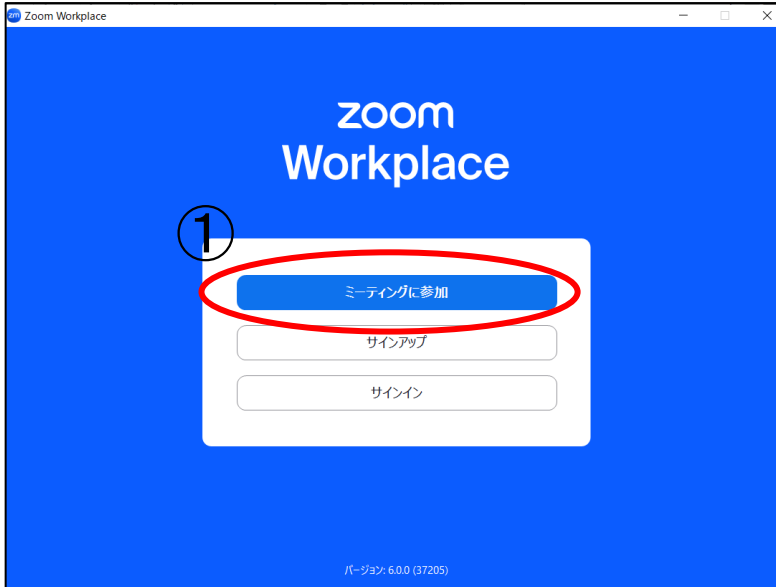 zm Zoom Workplace
zoom
Workplace
①
ミーティングに参加
サインアップ
サインイン
バージョン: 6.0.0 (37205)